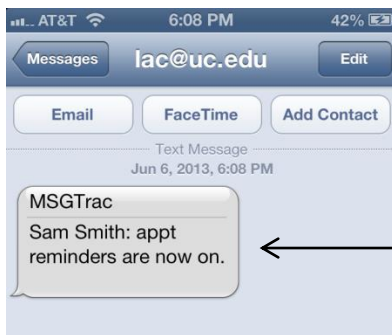 AT&T 6:08 PM 42%
Messages lac@uc.edu Edit
Email FaceTime Add Contact
Text Message
Jun 6, 2013, 6:08 PM
MSGTrac
Sam Smith: appt
reminders are now on.